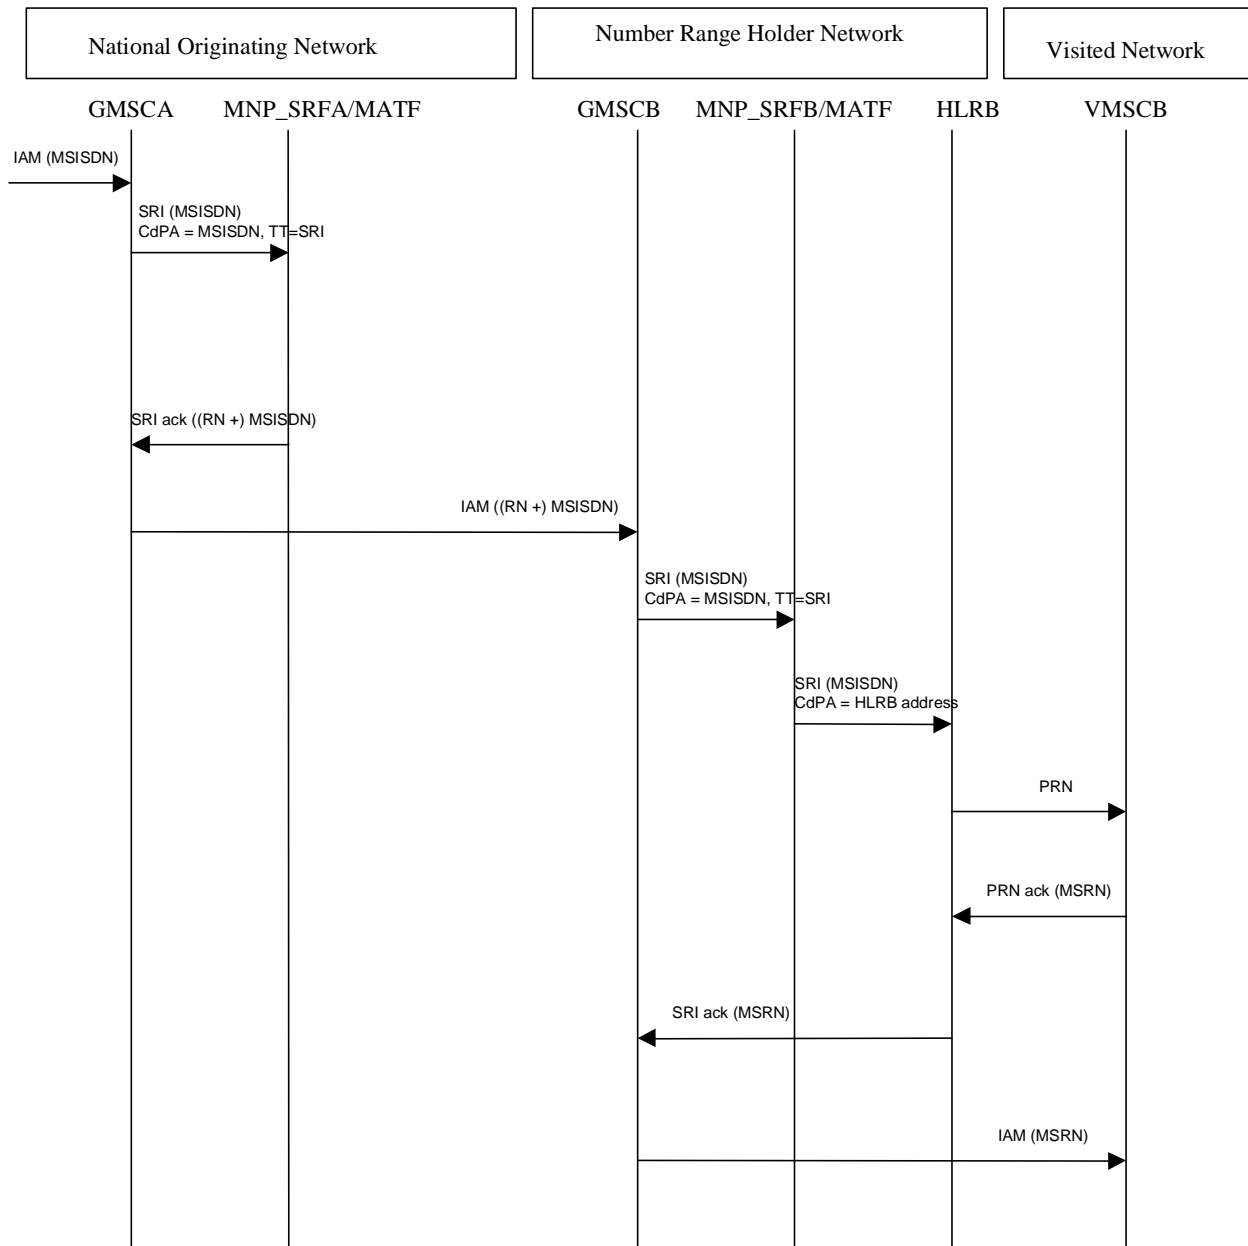 National Originating Network
Number Range Holder Network
Visited Network
GMSCA
MNP_SRFA/MATF
GMSCB
MNP_SRFB/MATF
HLRB
VMSCB
IAM (MSISDN)
SRI (MSISDN)
CdPA = MSISDN, TT=SRI
SRI ack ((RN +) MSISDN)
IAM ((RN +) MSISDN)
SRI (MSISDN)
CdPA = MSISDN, TT=SRI
SRI (MSISDN)
CdPA = HLRB address
PRN
PRN ack (MSRN)
SRI ack (MSRN)
IAM (MSRN)